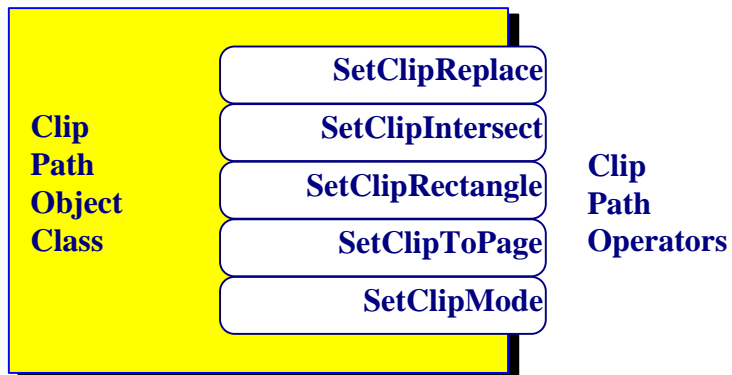 Clip
Path
Object
Class
SetClipReplace
SetClipIntersect
SetClipRectangle
SetClipToPage
SetClipMode
Clip
Path
Operators